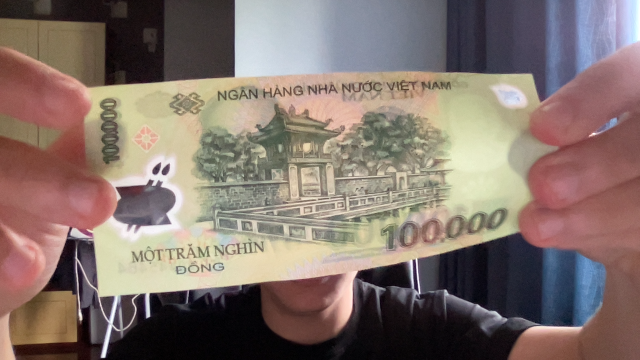 NGÂN HÀNG NHÀ NƯỚC VIỆT NAM
100.000
MỘT TRĂM NGHÌN
ĐỒNG
100.000